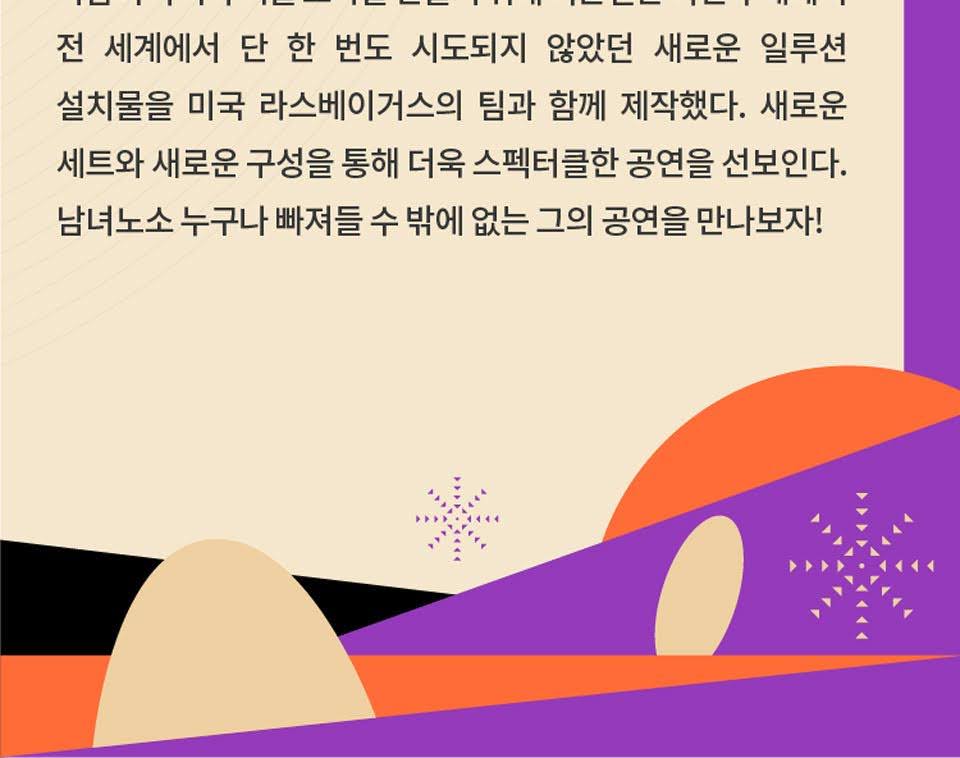 전 세계에서 단 한 번도 시도되지 않았던 새로운 일루션
설치물을 미국 라스베이거스의 팀과 함께 제작했다. 새로운
세트와 새로운 구성을 통해 더욱 스펙터클한 공연을 선보인다.
남녀노소 누구나 빠져들 수 밖에 없는 그의 공연을 만나보자!